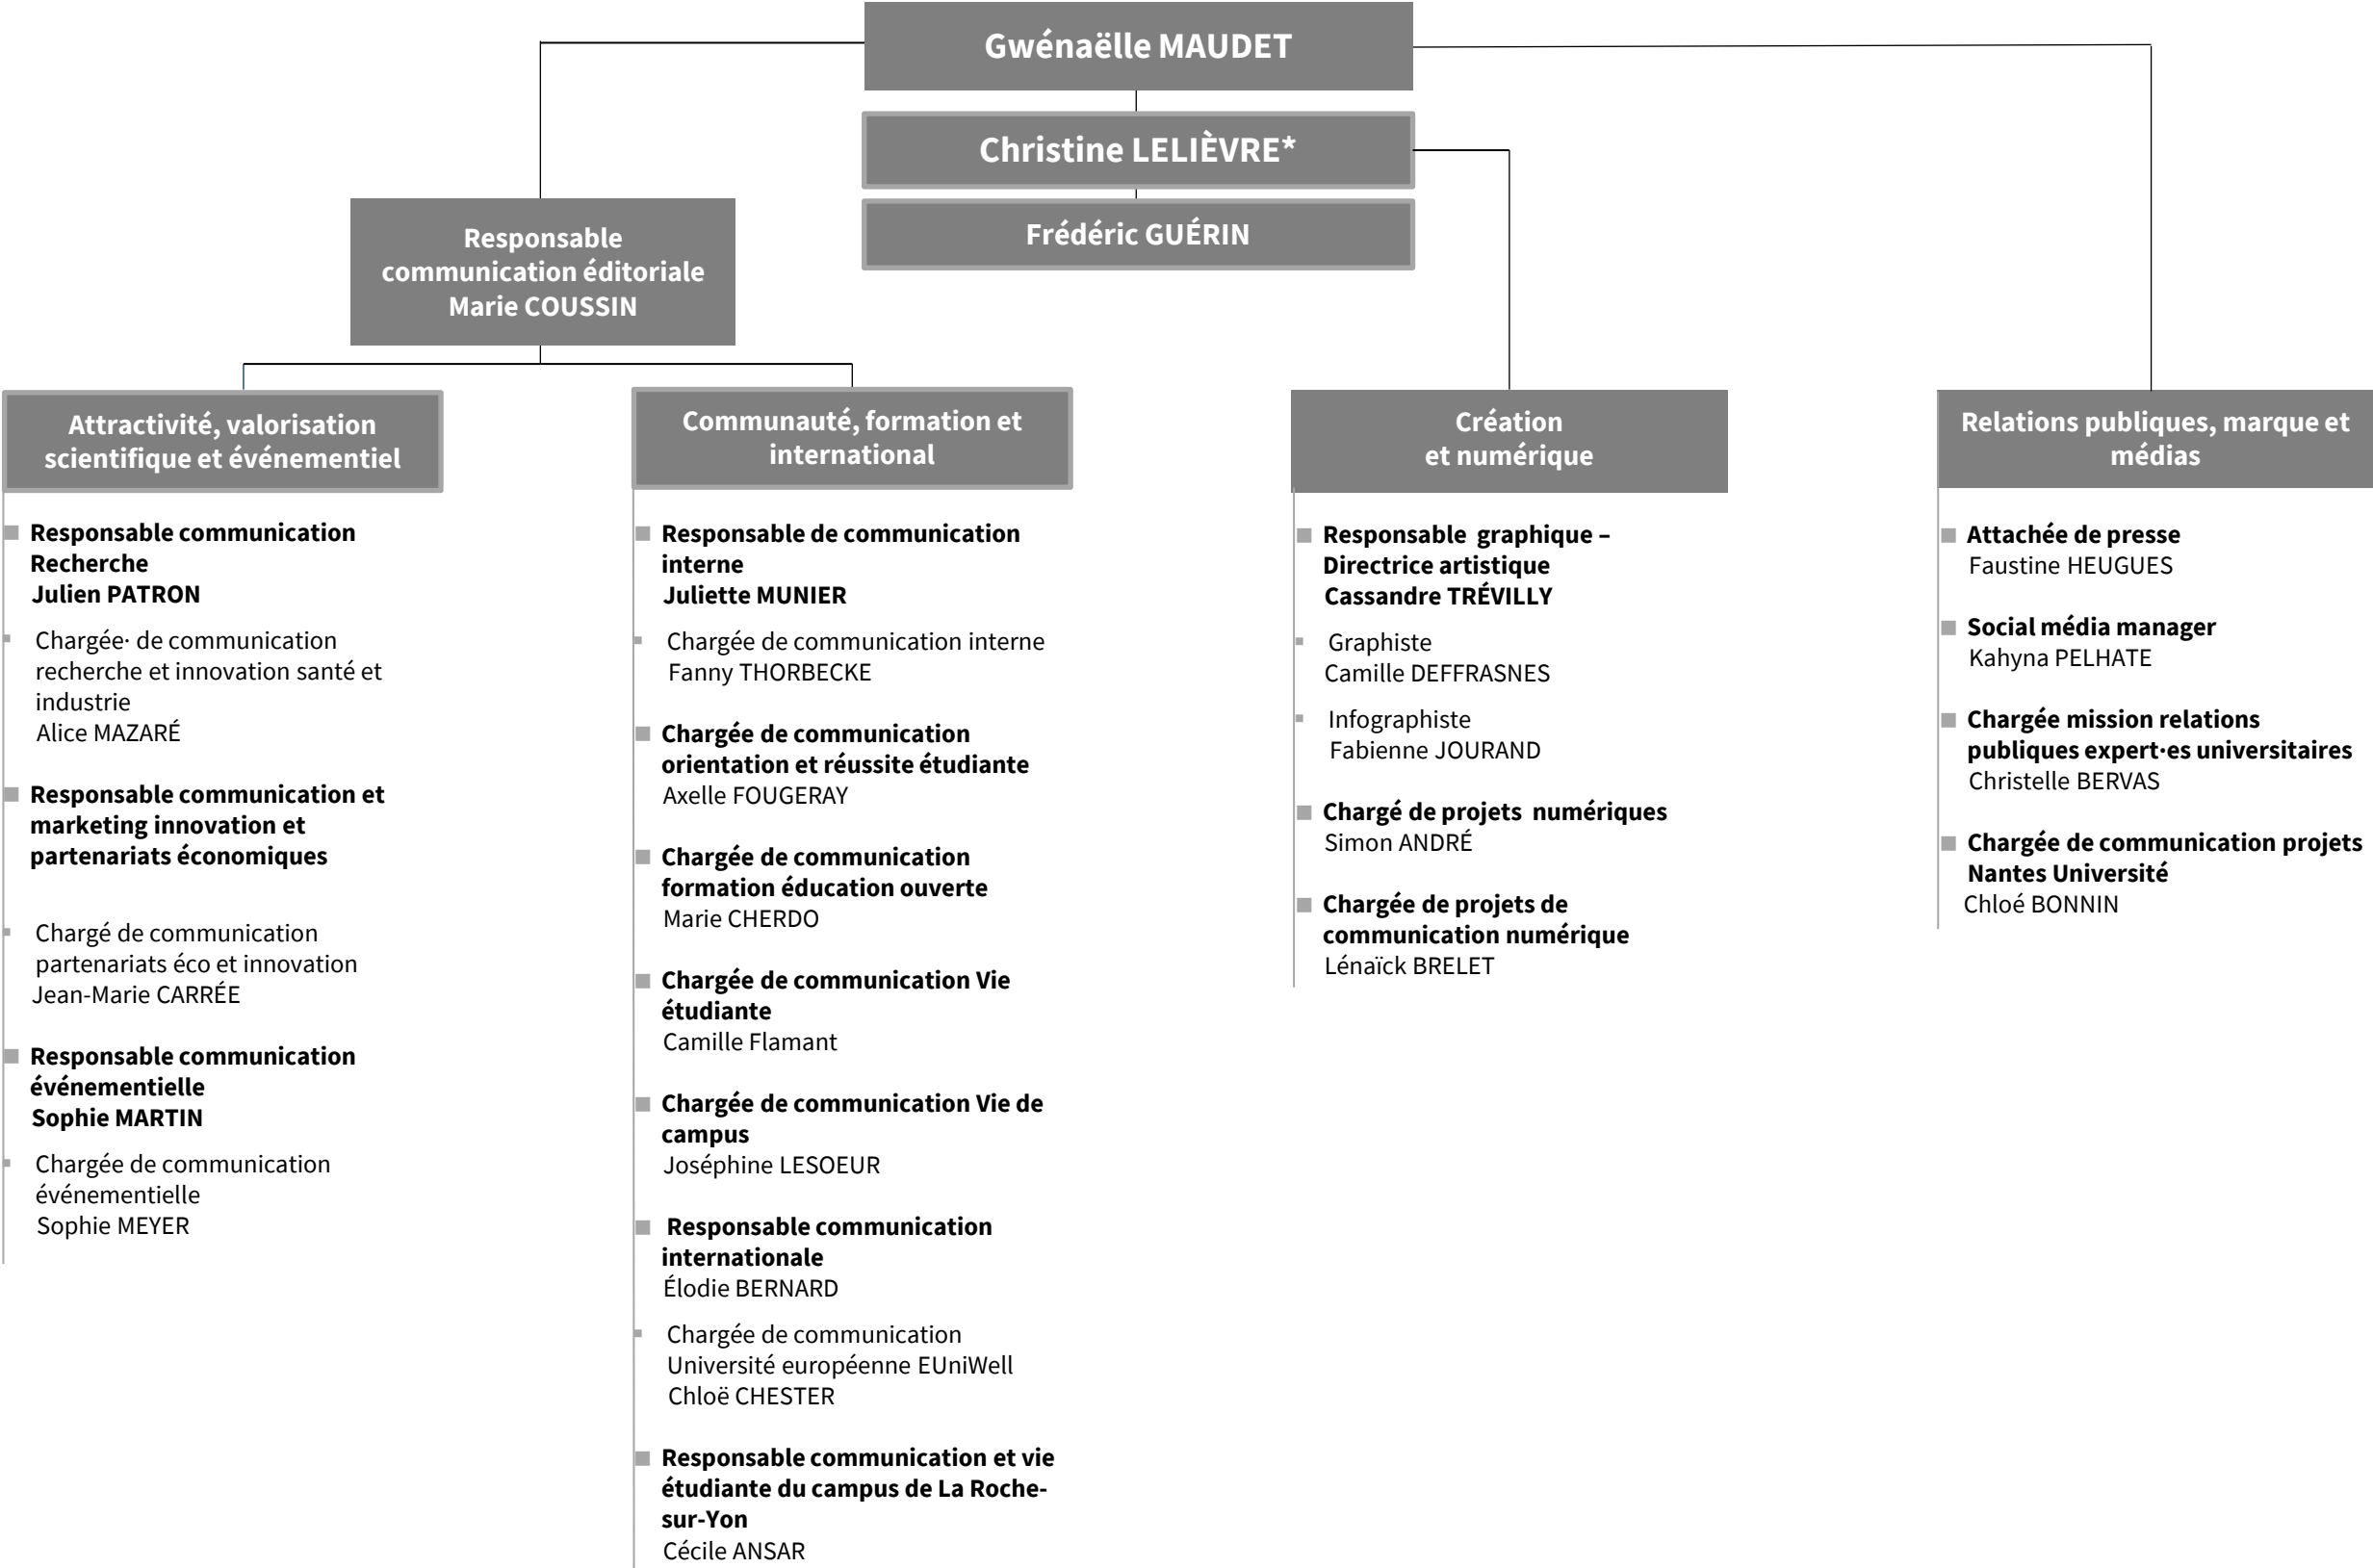 Gwénaëlle MAUDET
Christine LELIÈVRE*
Frédéric GUÉRIN
Responsable
communication éditoriale
Marie COUSSIN
Attractivité, valorisation
scientifique et événementiel
Responsable communication
Recherche
Julien PATRON
Chargée· de communication
recherche et innovation santé et
industrie
Alice MAZARÉ
Responsable communication et
marketing innovation et
partenariats économiques
Chargé de communication
partenariats éco et innovation
Jean-Marie CARRÉE
Responsable communication
événementielle
Sophie MARTIN
Chargée de communication
événementielle
Sophie MEYER
Communauté, formation et
international
Responsable de communication
interne
Juliette MUNIER
Chargée de communication interne
Fanny THORBECKE
Chargée de communication
orientation et réussite étudiante
Axelle FOUGERAY
Chargée de communication
formation éducation ouverte
Marie CHERDO
Chargée de communication Vie
étudiante
Camille Flamant
Chargée de communication Vie de
campus
Joséphine LESOEUR
Responsable communication
internationale
Élodie BERNARD
Chargée de communication
Université européenne EUniWell
Chloë CHESTER
Responsable communication et vie
étudiante du campus de La Roche-
sur-Yon
Cécile ANSAR
Création
et numérique
Responsable  graphique –
Directrice artistique
Cassandre TRÉVILLY
Graphiste
Camille DEFFRASNES
Infographiste
Fabienne JOURAND
Chargé de projets  numériques
Simon ANDRÉ
Chargée de projets de
communication numérique
Lénaïck BRELET
Relations publiques, marque et
médias
Attachée de presse
Faustine HEUGUES
Social média manager
Kahyna PELHATE
Chargée mission relations
publiques expert·es universitaires
Christelle BERVAS
Chargée de communication projets
Nantes Université
Chloé BONNIN